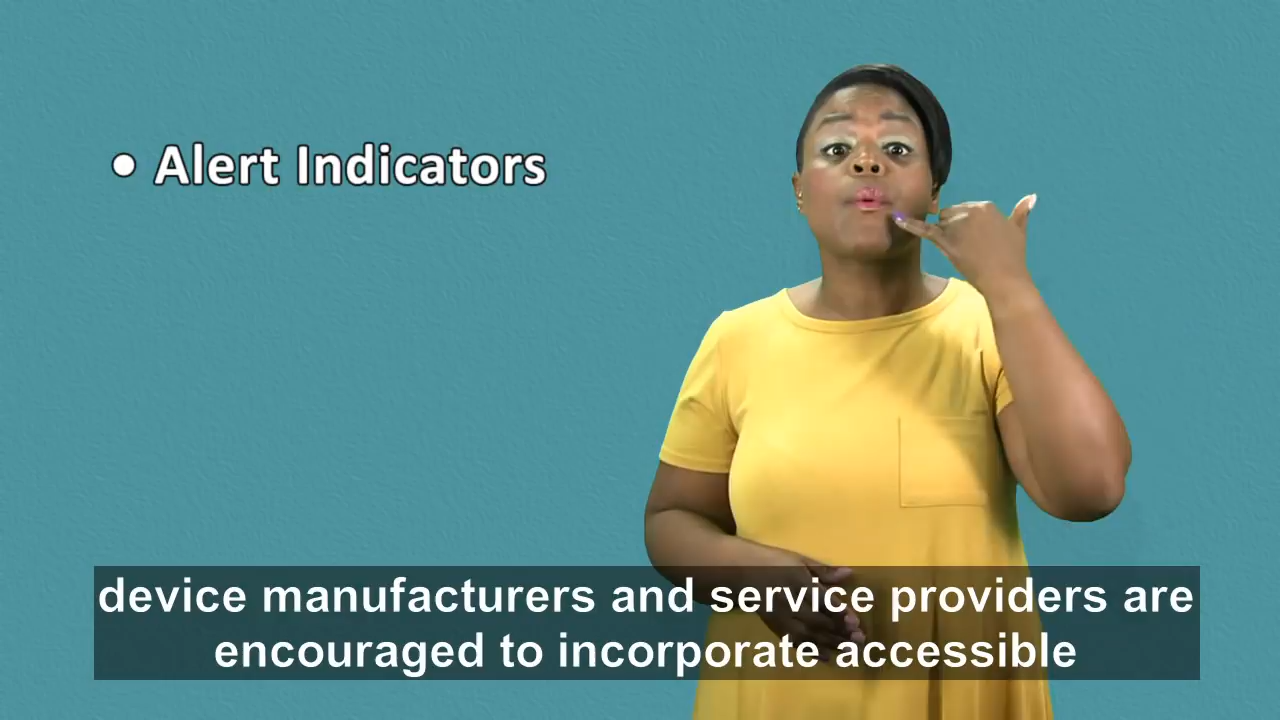 • Alert Indicators
device manufacturers and service providers are
encouraged to incorporate accessible